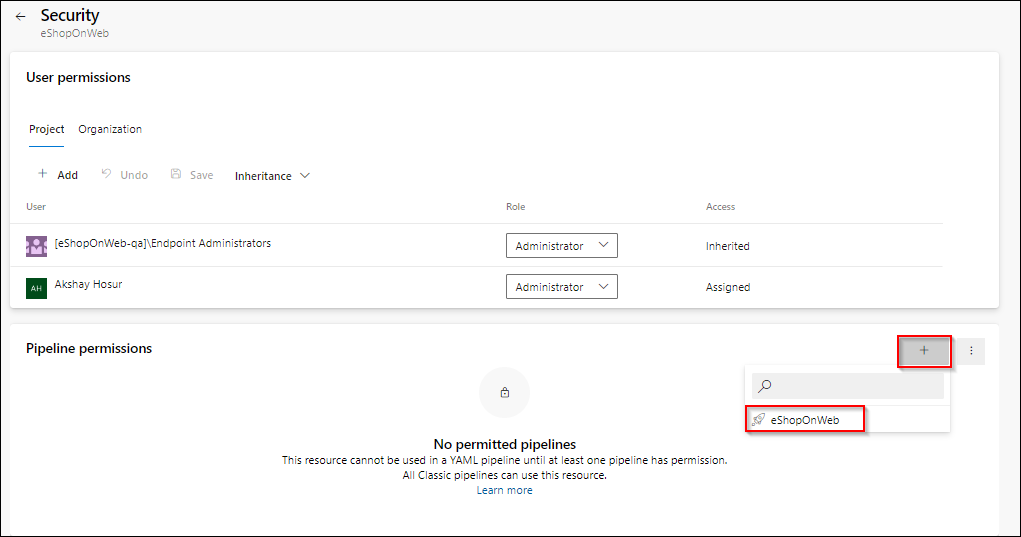 Security
eShopOnWeb
User permissions
Project Organization
+ Add Undo Save Inheritance
User Role Access
[eShopOnWeb-qa]\Endpoint Administrators Administrator Inherited
AH Akshay Hosur Administrator Assigned
Pipeline permissions
eShopOnWeb
No permitted pipelines
This resource cannot be used in a YAML pipeline until at least one pipeline has permission.
All Classic pipelines can use this resource.
Learn more